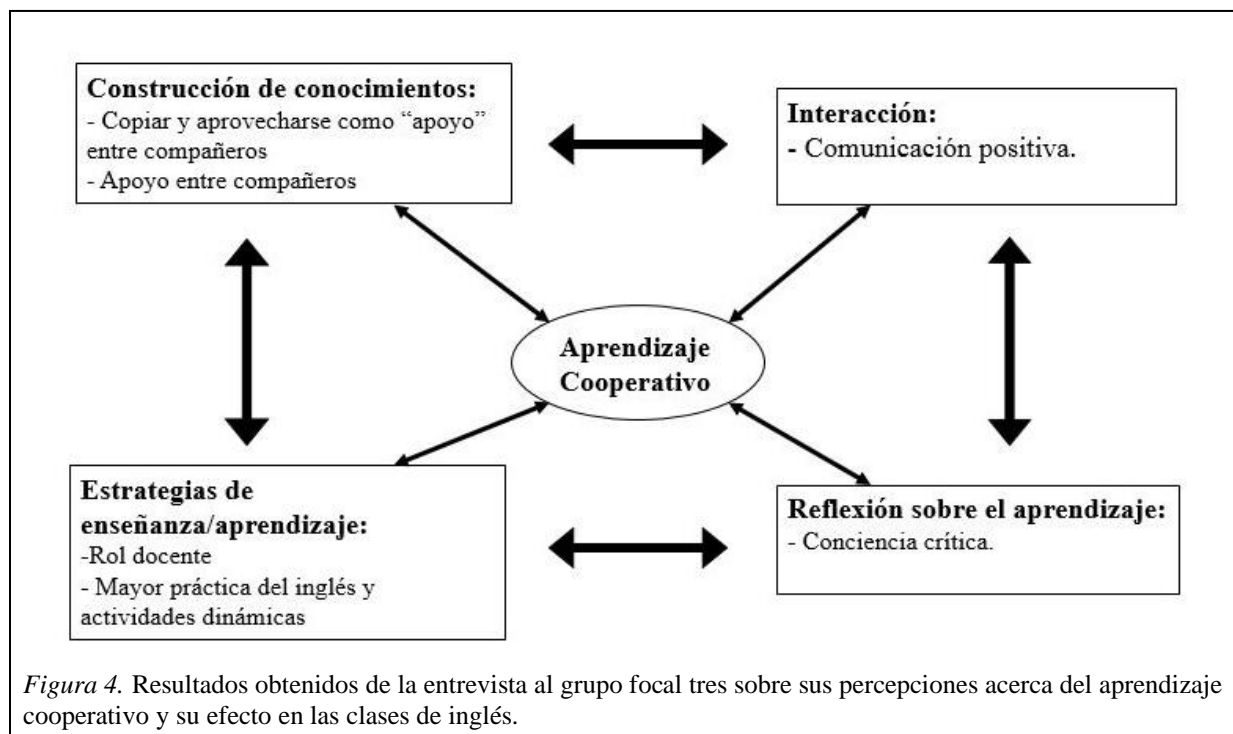 Construcción de conocimientos:
- Copiar y aprovecharse como “apoyo”
entre compañeros
- Apoyo entre compañeros
Interacción:
- Comunicación positiva.
Aprendizaje
Cooperativo
Estrategias de
enseñanza/aprendizaje:
-Rol docente
- Mayor práctica del inglés y
actividades dinámicas
Reflexión sobre el aprendizaje:
- Conciencia crítica.
Figura 4. Resultados obtenidos de la entrevista al grupo focal tres sobre sus percepciones acerca del aprendizaje
cooperativo y su efecto en las clases de inglés.